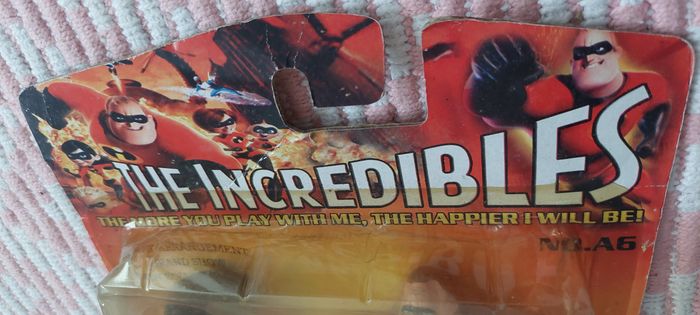 THE INCREDIBLES
THE MORE YOU PLAY WITH ME, THE HAPPIER I WILL BE!
NO.A6